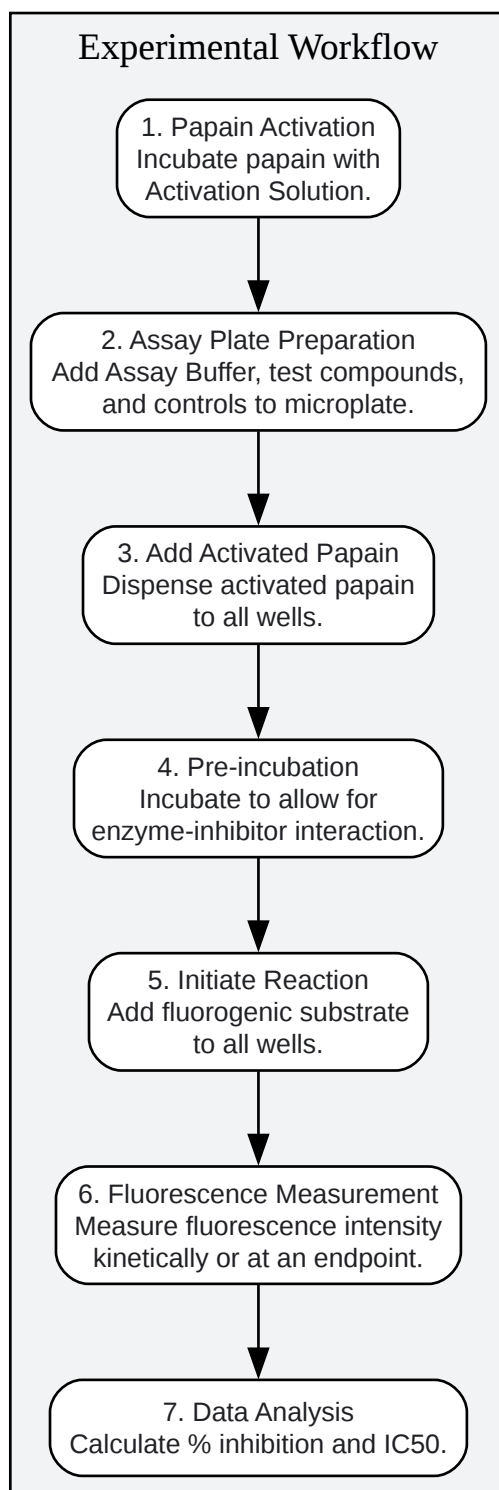 Experimental Workflow
1. Papain Activation
Incubate papain with
Activation Solution.
2. Assay Plate Preparation
Add Assay Buffer, test compounds,
and controls to microplate.
3. Add Activated Papain
Dispense activated papain
to all wells.
4. Pre-incubation
Incubate to allow for
enzyme-inhibitor interaction.
5. Initiate Reaction
Add fluorogenic substrate
to all wells.
6. Fluorescence Measurement
Measure fluorescence intensity
kinetically or at an endpoint.
7. Data Analysis
Calculate % inhibition and IC50.